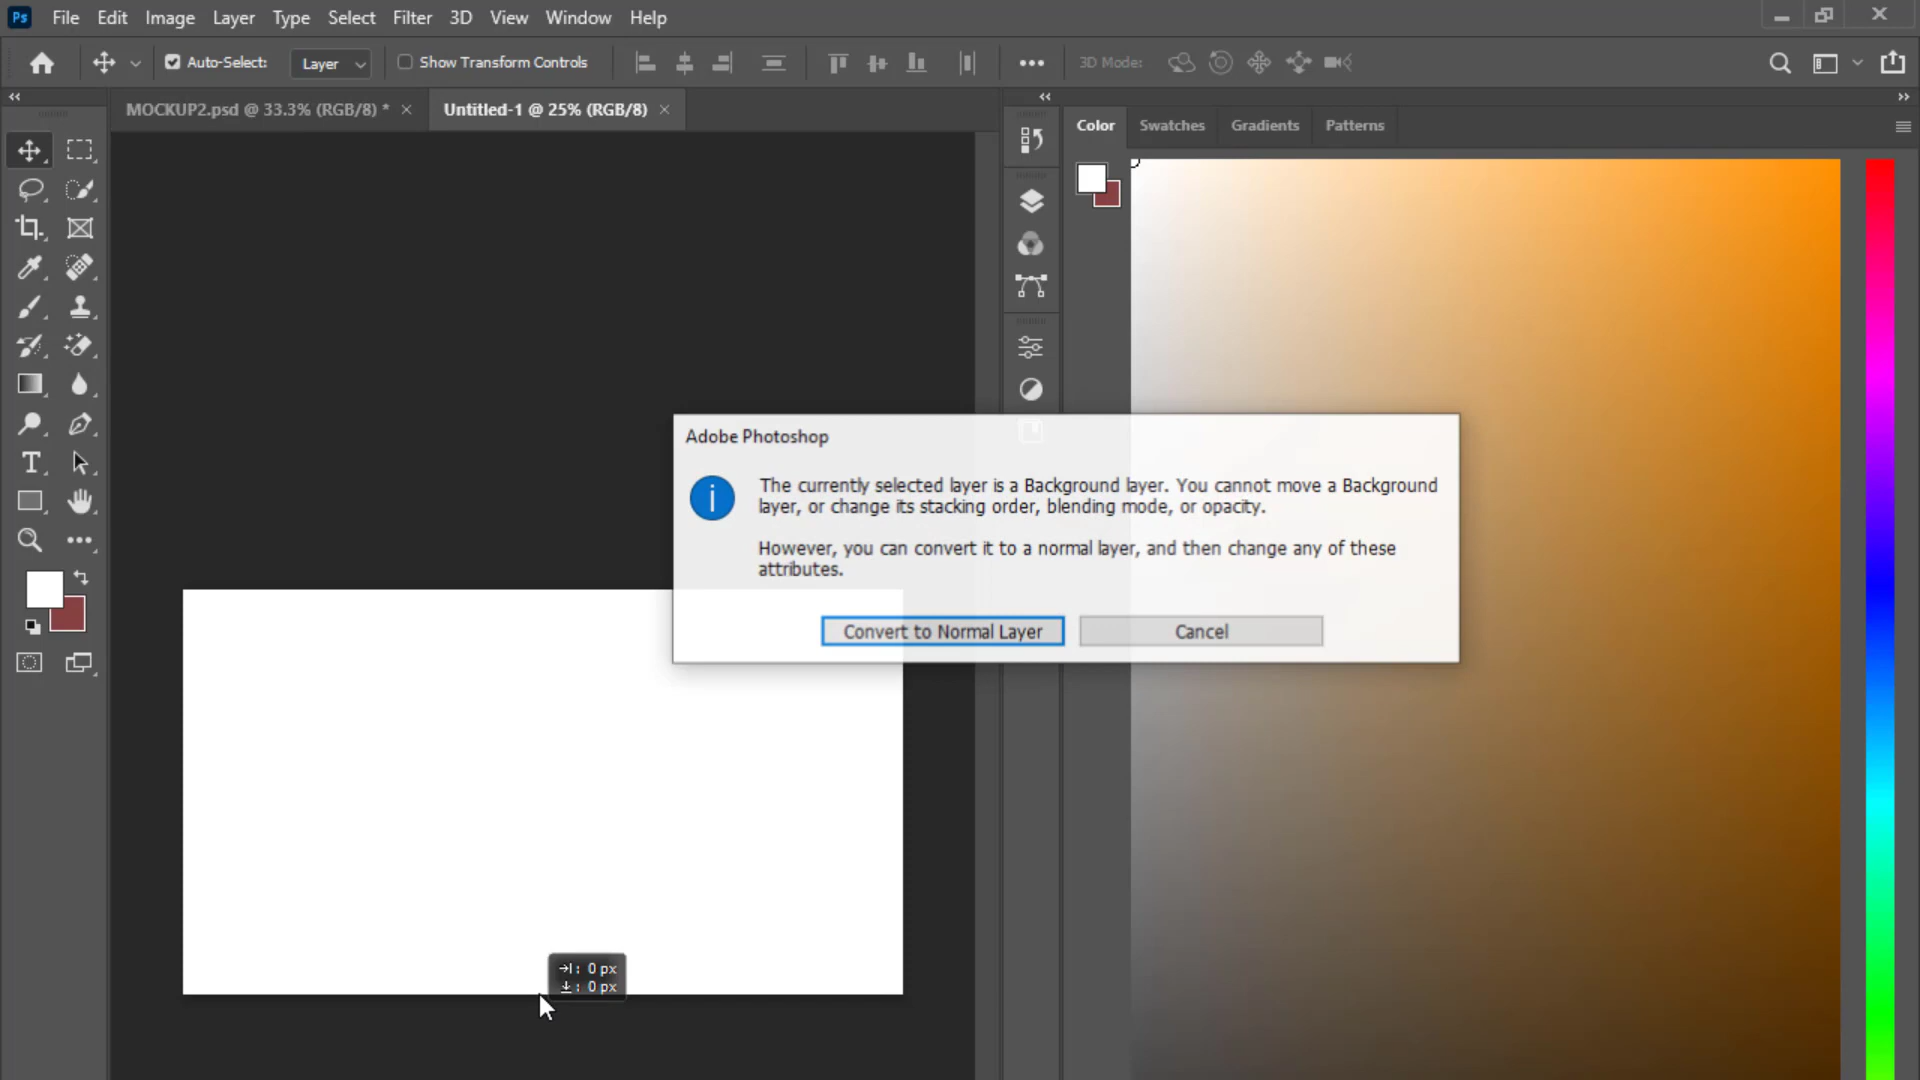 Ps File Edit Image Layer Type Select Filter 3D View Window Help
Auto-Select: Layer Show Transform Controls 3D Mode:
MOCKUP2.psd @ 33.3% (RGB/8) * Untitled-1 @ 25% (RGB/8)
Color Swatches Gradients Patterns
Adobe Photoshop
The currently selected layer is a Background layer. You cannot move a Background
layer, or change its stacking order, blending mode, or opacity.
However, you can convert it to a normal layer, and then change any of these
attributes.
Convert to Normal Layer Cancel
: 0 px
: 0 px